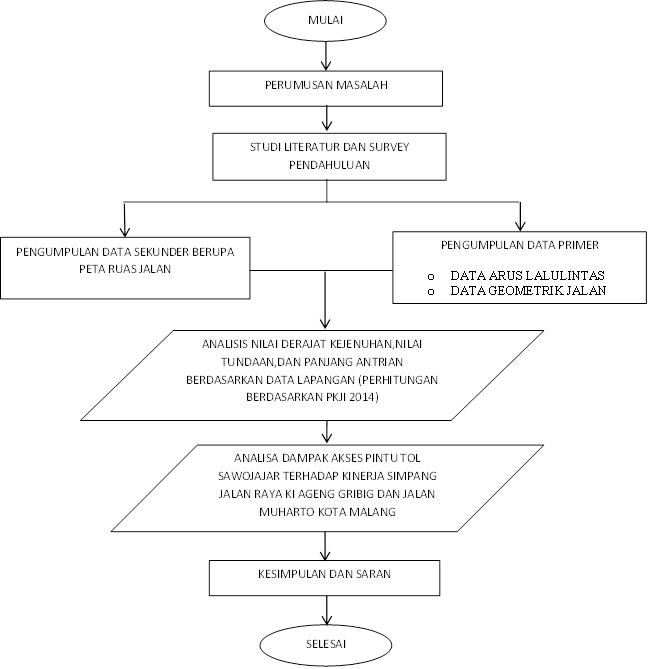 MULAI
PERUMUSAN MASALAH
STUDI LITERATUR DAN SURVEY
PENDAHULUAN
PENGUMPULAN DATA SEKUNDER BERUPA
PETA RUAS JALAN
PENGUMPULAN DATA PRIMER
o DATA ARUS LALULINTAS
o DATA GEOMETRIK JALAN
ANALISIS NILAI DERAJAT KEJENUHAN,NILAI
TUNDAAN,DAN PANJANG ANTRIAN
BERDASARKAN DATA LAPANGAN (PERHITUNGAN
BERDASARKAN PKJI 2014)
ANALISA DAMPAK AKSES PINTU TOL
SAWOJAJAR TERHADAP KINERJA SIMPANG
JALAN RAYA KI AGENG GRIBIG DAN JALAN
MUHARTO KOTA MALANG
KESIMPULAN DAN SARAN
SELESAI